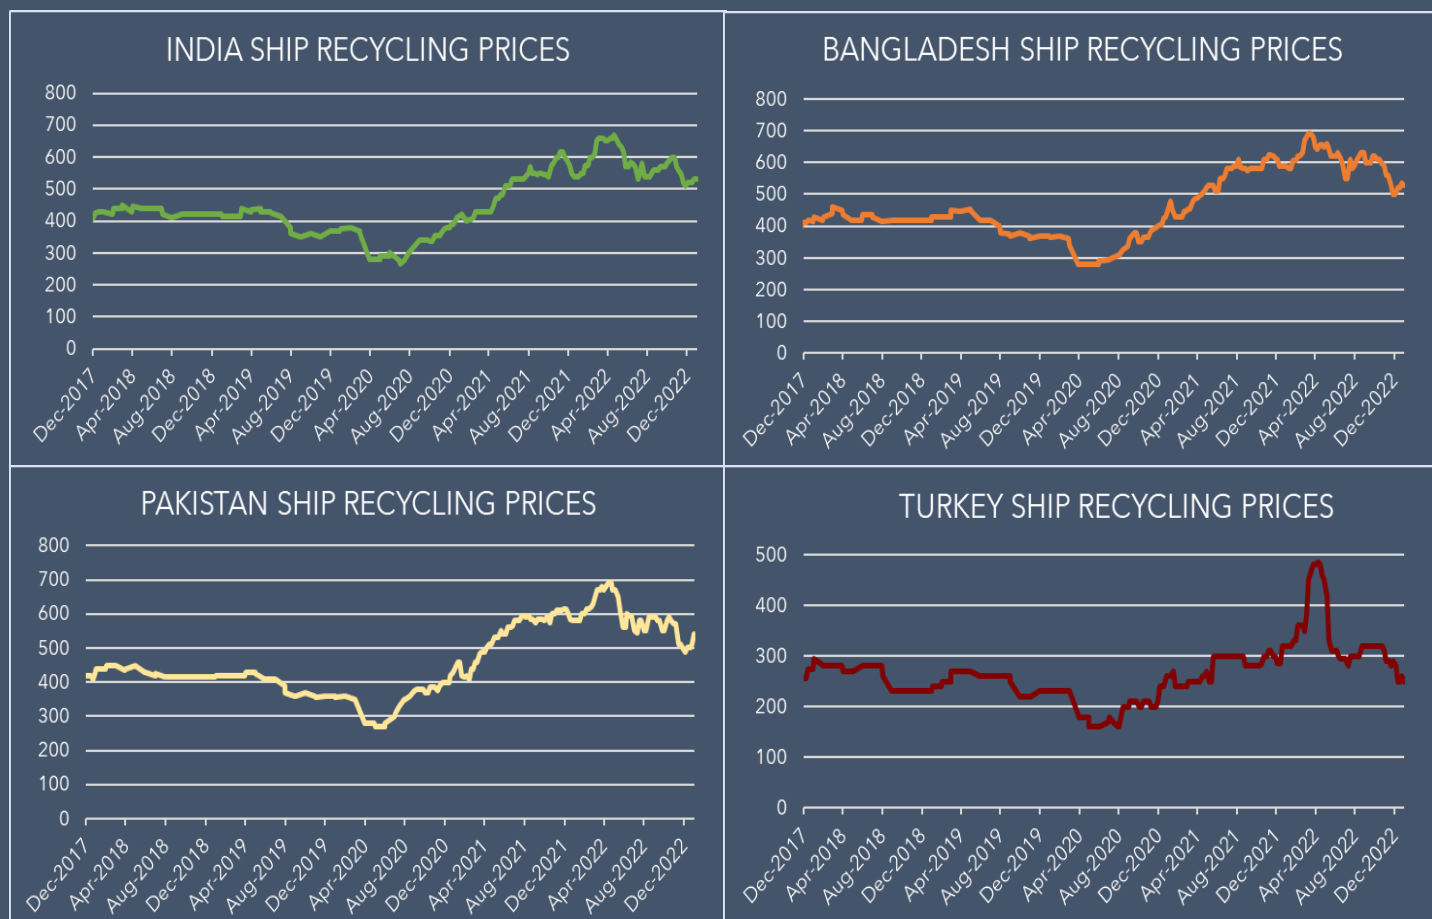 INDIA SHIP RECYCLING PRICES
800
700
600
500
400
300
200
100
0
Dec-2017
Apr-2018
Aug-2018
Dec-2018
Apr-2019
Aug-2019
Dec-2019
Apr-2020
Aug-2020
Dec-2020
Apr-2021
Aug-2021
Dec-2021
Apr-2022
Aug-2022
Dec-2022
BANGLADESH SHIP RECYCLING PRICES
800
700
600
500
400
300
200
100
0
Dec-2017
Apr-2018
Aug-2018
Dec-2018
Apr-2019
Aug-2019
Dec-2019
Apr-2020
Aug-2020
Dec-2020
Apr-2021
Aug-2021
Dec-2021
Apr-2022
Aug-2022
Dec-2022
PAKISTAN SHIP RECYCLING PRICES
800
700
600
500
400
300
200
100
0
Dec-2017
Apr-2018
Aug-2018
Dec-2018
Apr-2019
Aug-2019
Dec-2019
Apr-2020
Aug-2020
Dec-2020
Apr-2021
Aug-2021
Dec-2021
Apr-2022
Aug-2022
Dec-2022
TURKEY SHIP RECYCLING PRICES
500
400
300
200
100
0
Dec-2017
Apr-2018
Aug-2018
Dec-2018
Apr-2019
Aug-2019
Dec-2019
Apr-2020
Aug-2020
Dec-2020
Apr-2021
Aug-2021
Dec-2021
Apr-2022
Aug-2022
Dec-2022